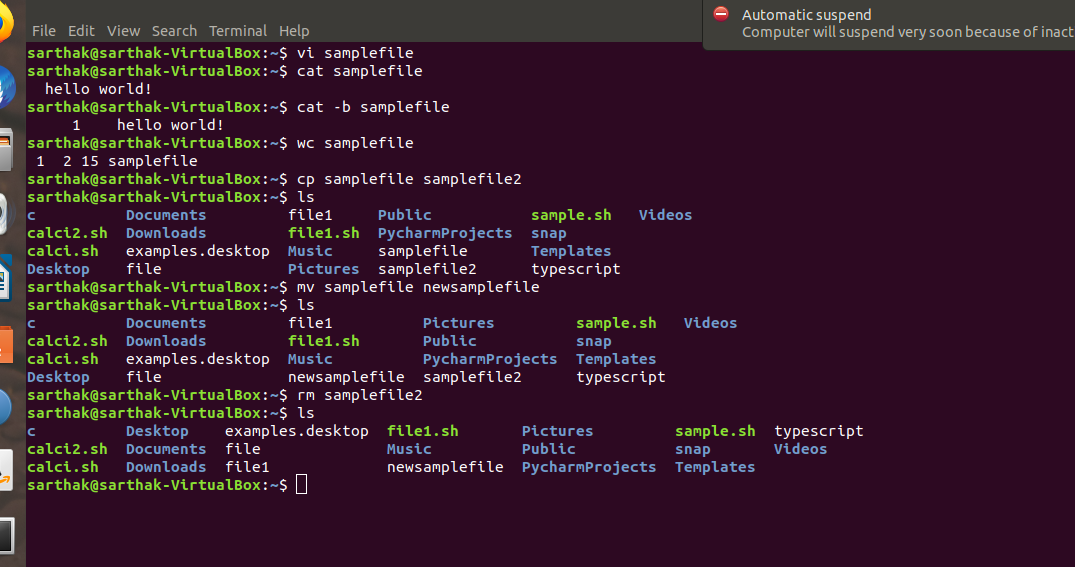 File Edit View Search Terminal Help
Automatic suspend
Computer will suspend very soon because of inact
sarthak@sarthak-VirtualBox:~$ vi samplefile
sarthak@sarthak-VirtualBox:~$ cat samplefile
  hello world!
sarthak@sarthak-VirtualBox:~$ cat -b samplefile
     1	  hello world!
sarthak@sarthak-VirtualBox:~$ wc samplefile
 1  2 15 samplefile
sarthak@sarthak-VirtualBox:~$ cp samplefile samplefile2
sarthak@sarthak-VirtualBox:~$ ls
c          Documents         file1     Public           sample.sh   Videos
calci2.sh  Downloads         file1.sh  PycharmProjects  snap
calci.sh   examples.desktop  Music     samplefile       Templates
Desktop    file              Pictures  samplefile2      typescript
sarthak@sarthak-VirtualBox:~$ mv samplefile newsamplefile
sarthak@sarthak-VirtualBox:~$ ls
c          Documents         file1          Pictures         sample.sh   Videos
calci2.sh  Downloads         file1.sh       Public           snap
calci.sh   examples.desktop  Music          PycharmProjects  Templates
Desktop    file              newsamplefile  samplefile2      typescript
sarthak@sarthak-VirtualBox:~$ rm samplefile2
sarthak@sarthak-VirtualBox:~$ ls
c          Desktop    examples.desktop  file1.sh       Pictures         sample.sh  typescript
calci2.sh  Documents  file              Music          Public           snap       Videos
calci.sh   Downloads  file1             newsamplefile  PycharmProjects  Templates
sarthak@sarthak-VirtualBox:~$